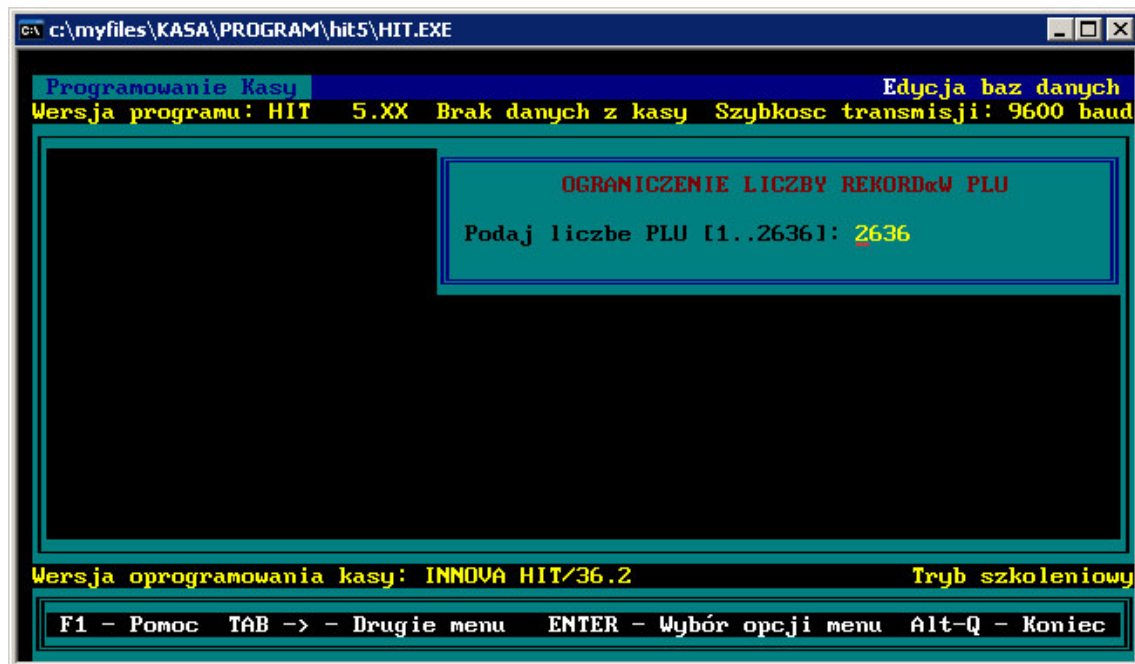 c:\myfiles\KASA\PROGRAM\hit5\HIT.EXE
Programowanie Kasy Edycja baz danych
Wersja programu: HIT 5.XX Brak danych z kasy Szybkosc transmisji: 9600 baud
OGRANICZENIE LICZBY REKORDαW PLU
Podaj liczbe PLU [1..2636]: 2636
Wersja oprogramowania kasy: INNOVA HIT/36.2 Tryb szkoleniowy
F1 - Pomoc TAB -> - Drugie menu ENTER - Wybór opcji menu Alt-Q - Koniec